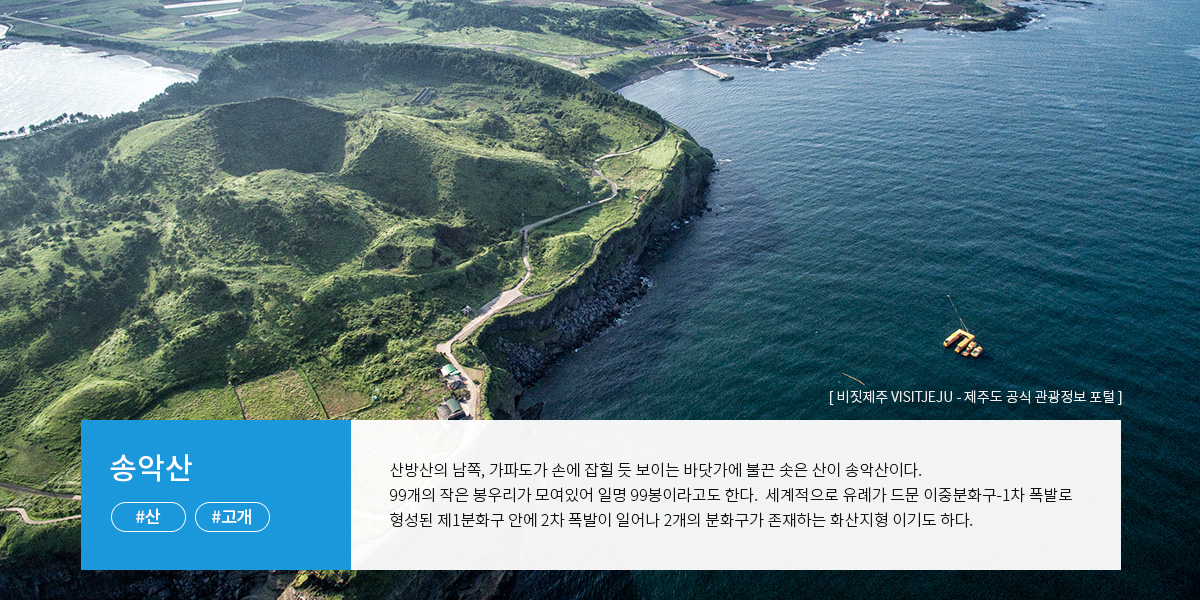 [ 비짓제주 VISITJEJU - 제주도 공식 관광정보 포털 ]
송악산
#산 #고개
산방산의 남쪽, 가파도가 손에 잡힐 듯 보이는 바닷가에 불끈 솟은 산이 송악산이다.
99개의 작은 봉우리가 모여있어 일명 99봉이라고도 한다. 세계적으로 유례가 드문 이중분화구-1차 폭발로
형성된 제1분화구 안에 2차 폭발이 일어나 2개의 분화구가 존재하는 화산지형 이기도 하다.